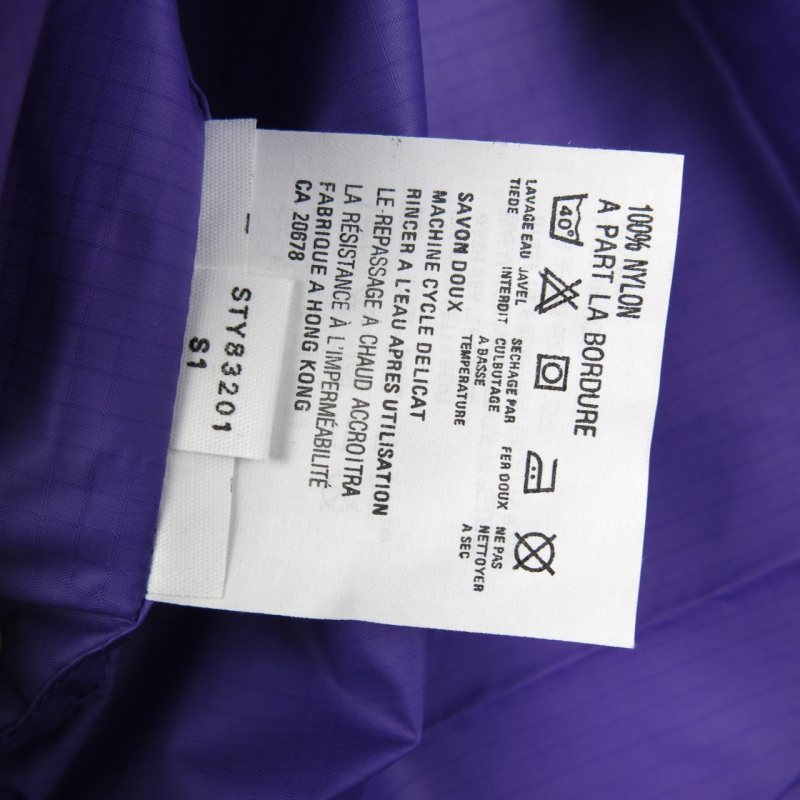 100% NYLON
A PART LA BORDURE
40°
LAVAGE EAU
TIEDE
JAVEL
INTERDIT
SECHAGE PAR
CULBUTAGE
A BASSE
TEMPERATURE
FER DOUX
NE PAS
NETTOYER
A SEC
SAVON DOUX
MACHINE CYCLE DELICAT
RINCER A L'EAU APRES UTILISATION
LE REPASSAGE A CHAUD ACCROITRA
LA RÉSISTANCE À L'IMPERMÉABILITÉ
FABRIQUE A HONG KONG
CA 20678
STY83201
S1